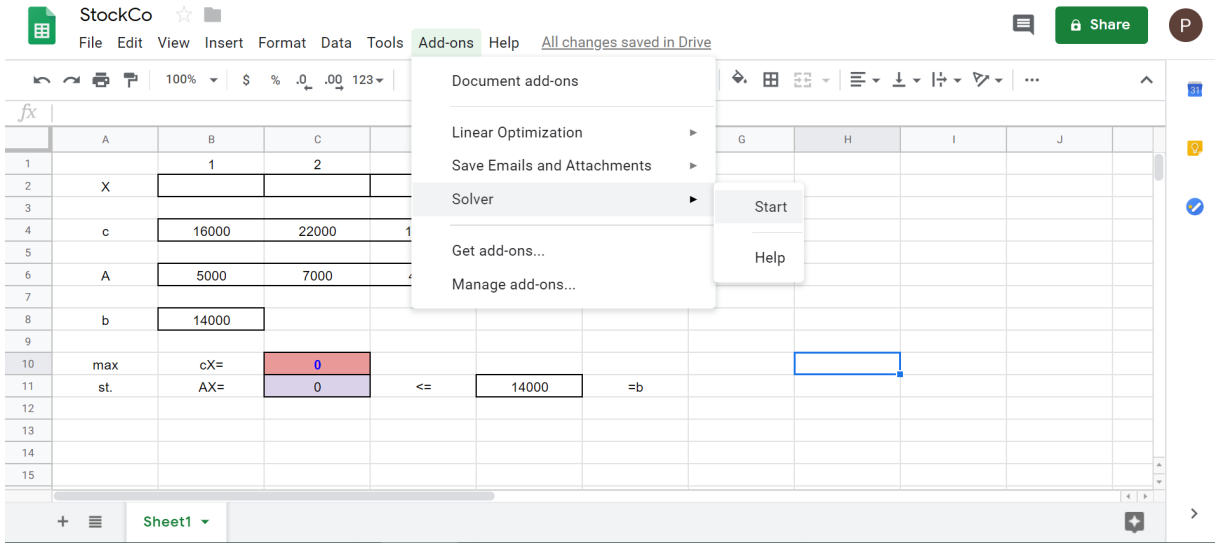 StockCo
File Edit View Insert Format Data Tools Add-ons Help All changes saved in Drive
Share
P
100% $ % .0 .00 123
Document add-ons
31
fx
A B C G H I J
Linear Optimization
1 1 2
Save Emails and Attachments
2 X
Solver
Start
3
4 c 16000 22000 1
5
Get add-ons...
Help
6 A 5000 7000
Manage add-ons...
7
8 b 14000
9
10 max cX= 0
11 st. AX= 0 <= 14000 =b
12
13
14
15
Sheet1